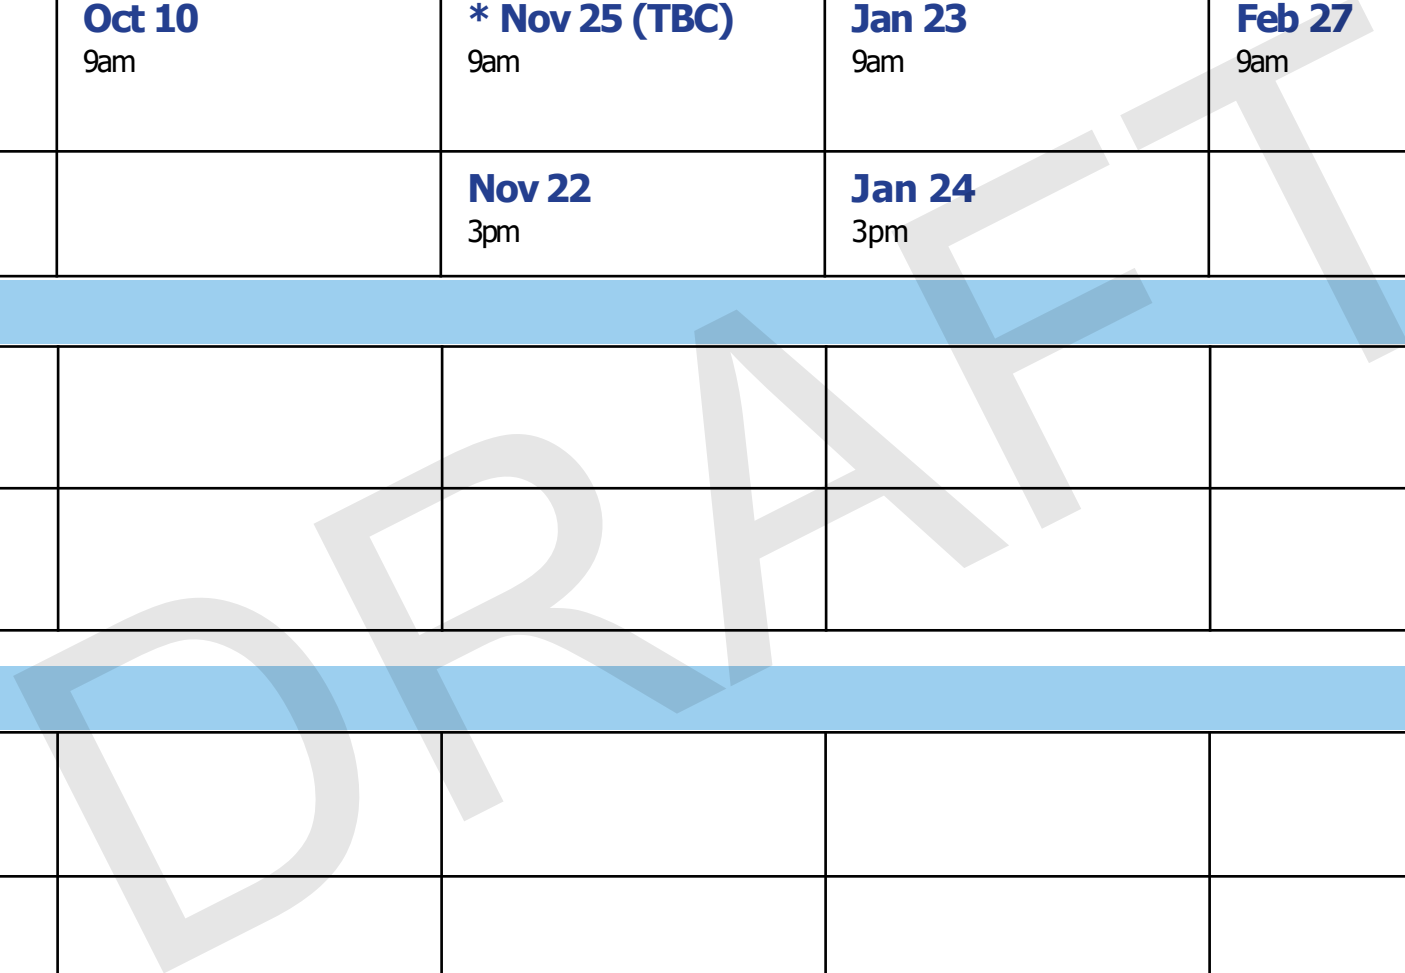 Oct 10
* Nov 25 (TBC)
Jan 23
Feb 27
9am
9am
9am
9am
Nov 22
Jan 24
3pm
3pm
DRAFT